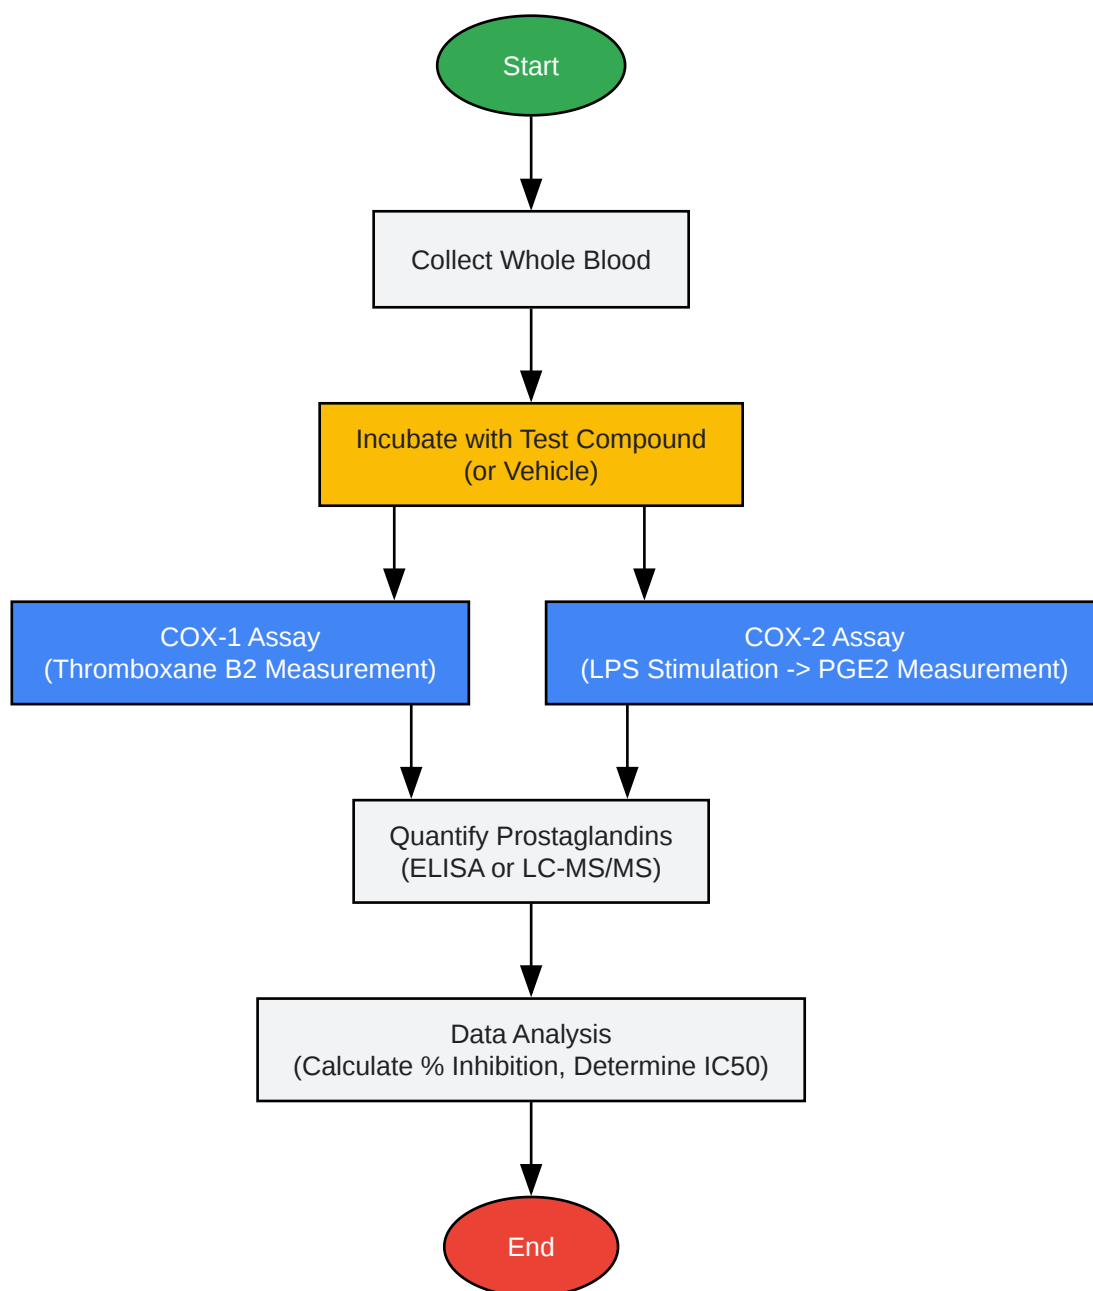 Start
Collect Whole Blood
Incubate with Test Compound
(or Vehicle)
COX-1 Assay
(Thromboxane B2 Measurement)
COX-2 Assay
(LPS Stimulation -> PGE2 Measurement)
Quantify Prostaglandins
(ELISA or LC-MS/MS)
Data Analysis
(Calculate % Inhibition, Determine IC50)
End